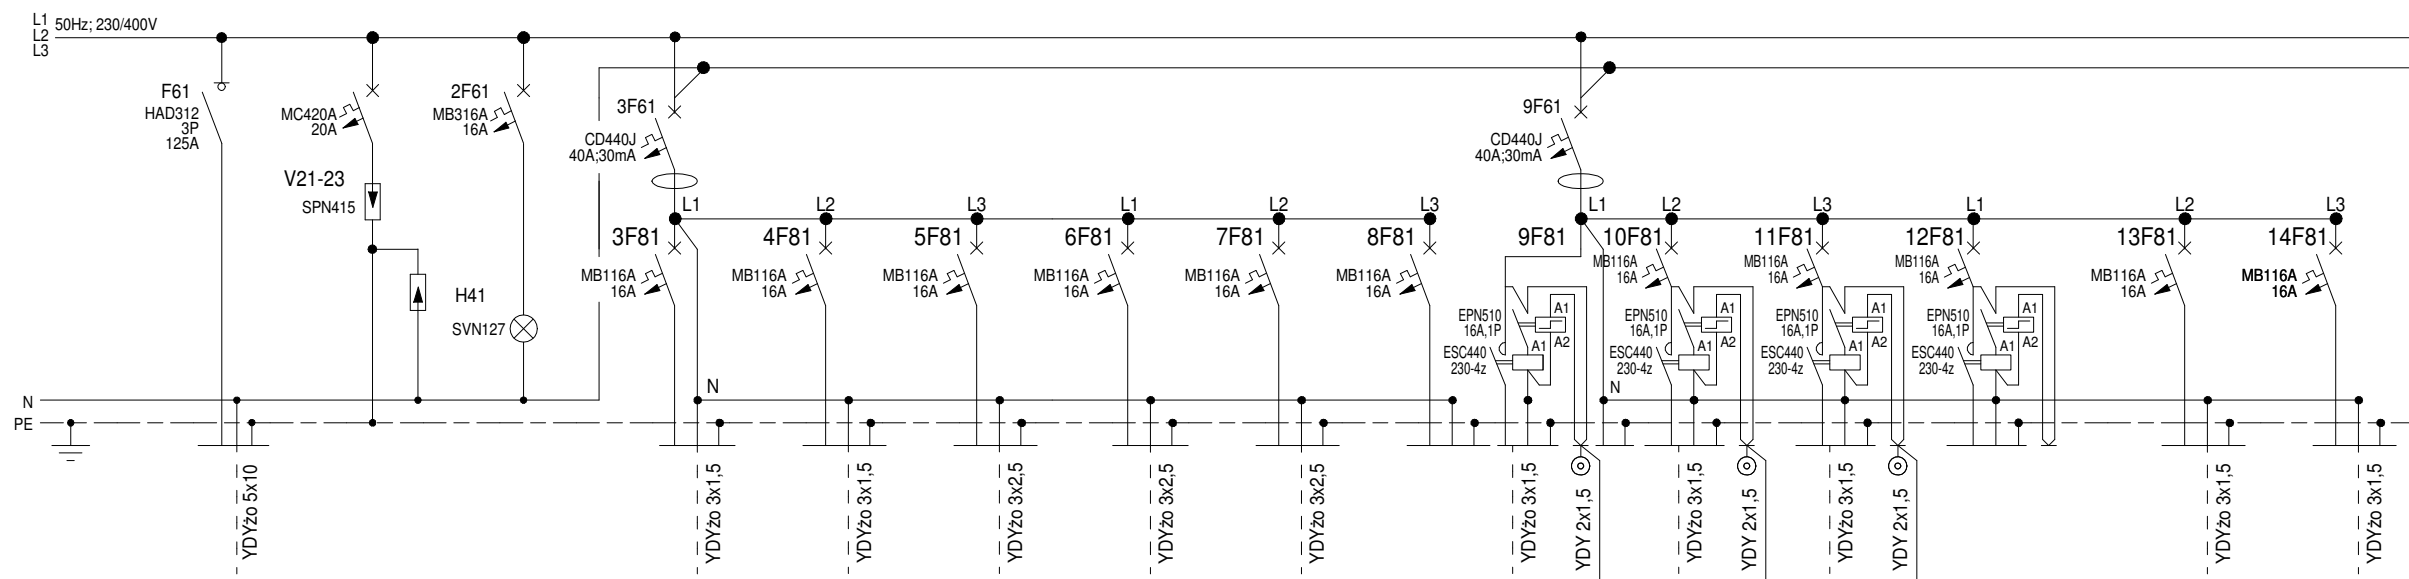 L1
L2
L3
50Hz; 230/400V
F61
HAD312
3P
125A
MC420A
20A
V21-23
SPN415
H41
2F61
MB316A
16A
SVN127
3F61
CD440J
40A;30mA
9F61
CD440J
40A;30mA
L1
L2
L3
L1
L2
L3
L1
L2
L3
L1
L2
L3
3F81
MB116A
16A
4F81
MB116A
16A
5F81
MB116A
16A
6F81
MB116A
16A
7F81
MB116A
16A
8F81
MB116A
16A
9F81
EPN510
16A,1P
A1
A1
A2
ESC440
230-4z
10F81
MB116A
16A
EPN510
16A,1P
A1
A1
A2
ESC440
230-4z
11F81
MB116A
16A
EPN510
16A,1P
A1
A1
A2
ESC440
230-4z
12F81
MB116A
16A
EPN510
16A,1P
A1
A1
A2
ESC440
230-4z
13F81
MB116A
16A
14F81
MB116A
16A
N
N
N
PE
YDYżo 5x10
YDYżo 3x1,5
YDYżo 3x1,5
YDYżo 3x2,5
YDYżo 3x2,5
YDYżo 3x2,5
YDYżo 3x1,5
YDY 2x1,5
YDYżo 3x1,5
YDY 2x1,5
YDYżo 3x1,5
YDY 2x1,5
YDYżo 3x1,5
YDYżo 3x1,5